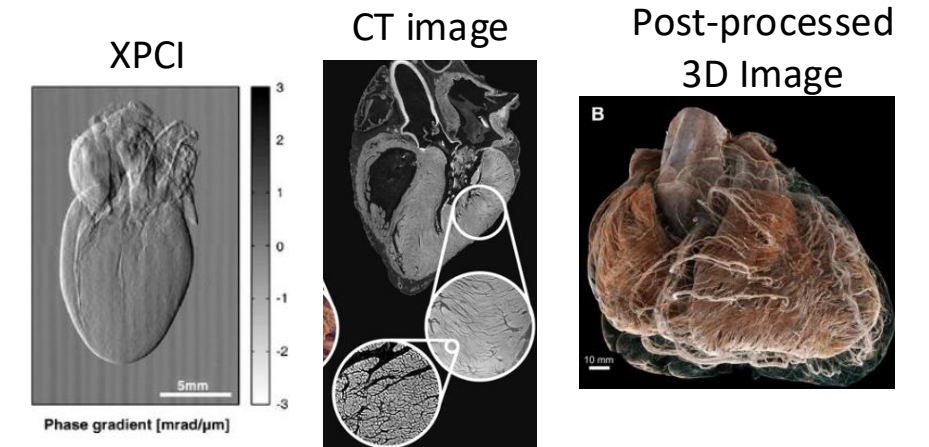 XPCI
3
2
1
0
-1
-2
-3
5mm
Phase gradient [mrad/µm]
CT image
Post-processed
3D Image
B
10 mm